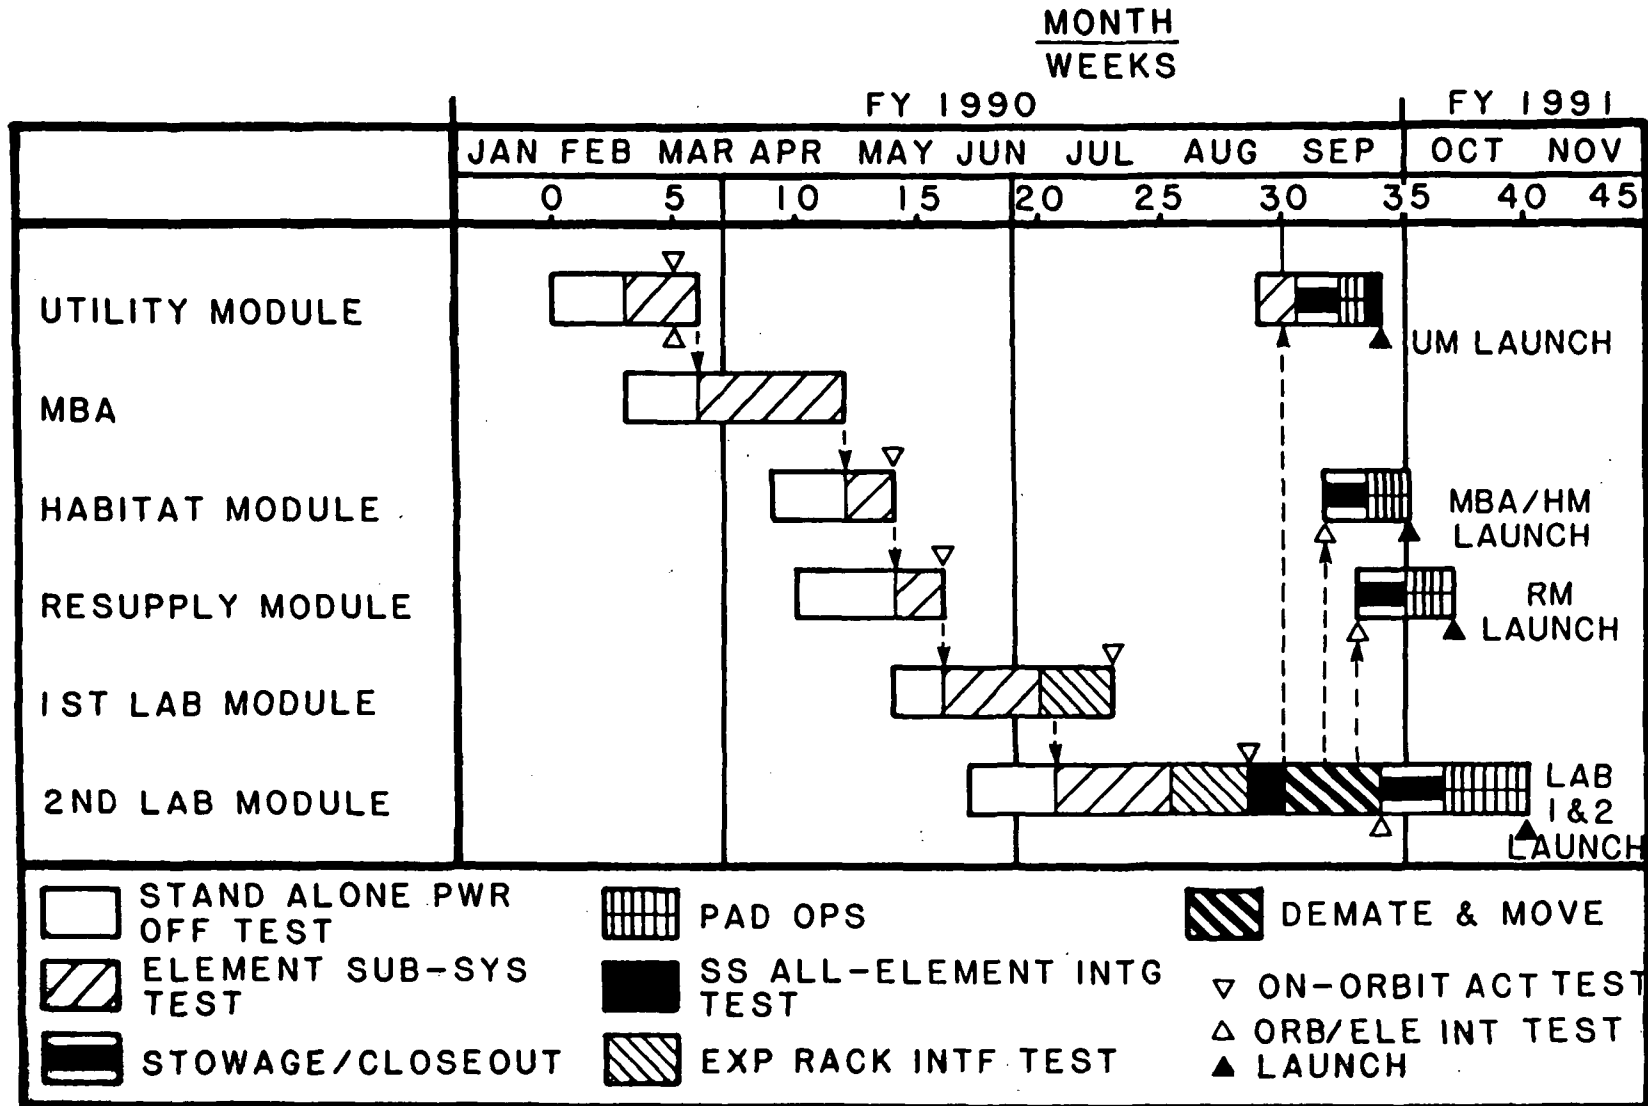 MONTH
WEEKS
FY 1990 FY 1991
JAN FEB MAR APR MAY JUN JUL AUG SEP OCT NOV
0 5 10 15 20 25 30 35 40 45
UTILITY MODULE
UM LAUNCH
MBA
HABITAT MODULE
MBA/HM
LAUNCH
RESUPPLY MODULE
RM
LAUNCH
1ST LAB MODULE
2ND LAB MODULE
LAB
1&2
LAUNCH
STAND ALONE PWR
OFF TEST
ELEMENT SUB-SYS
TEST
STOWAGE/CLOSEOUT
PAD OPS
SS ALL-ELEMENT INTG
TEST
EXP RACK INTF TEST
DEMATE & MOVE
ON-ORBIT ACT TEST
ORB/ELE INT TEST
LAUNCH